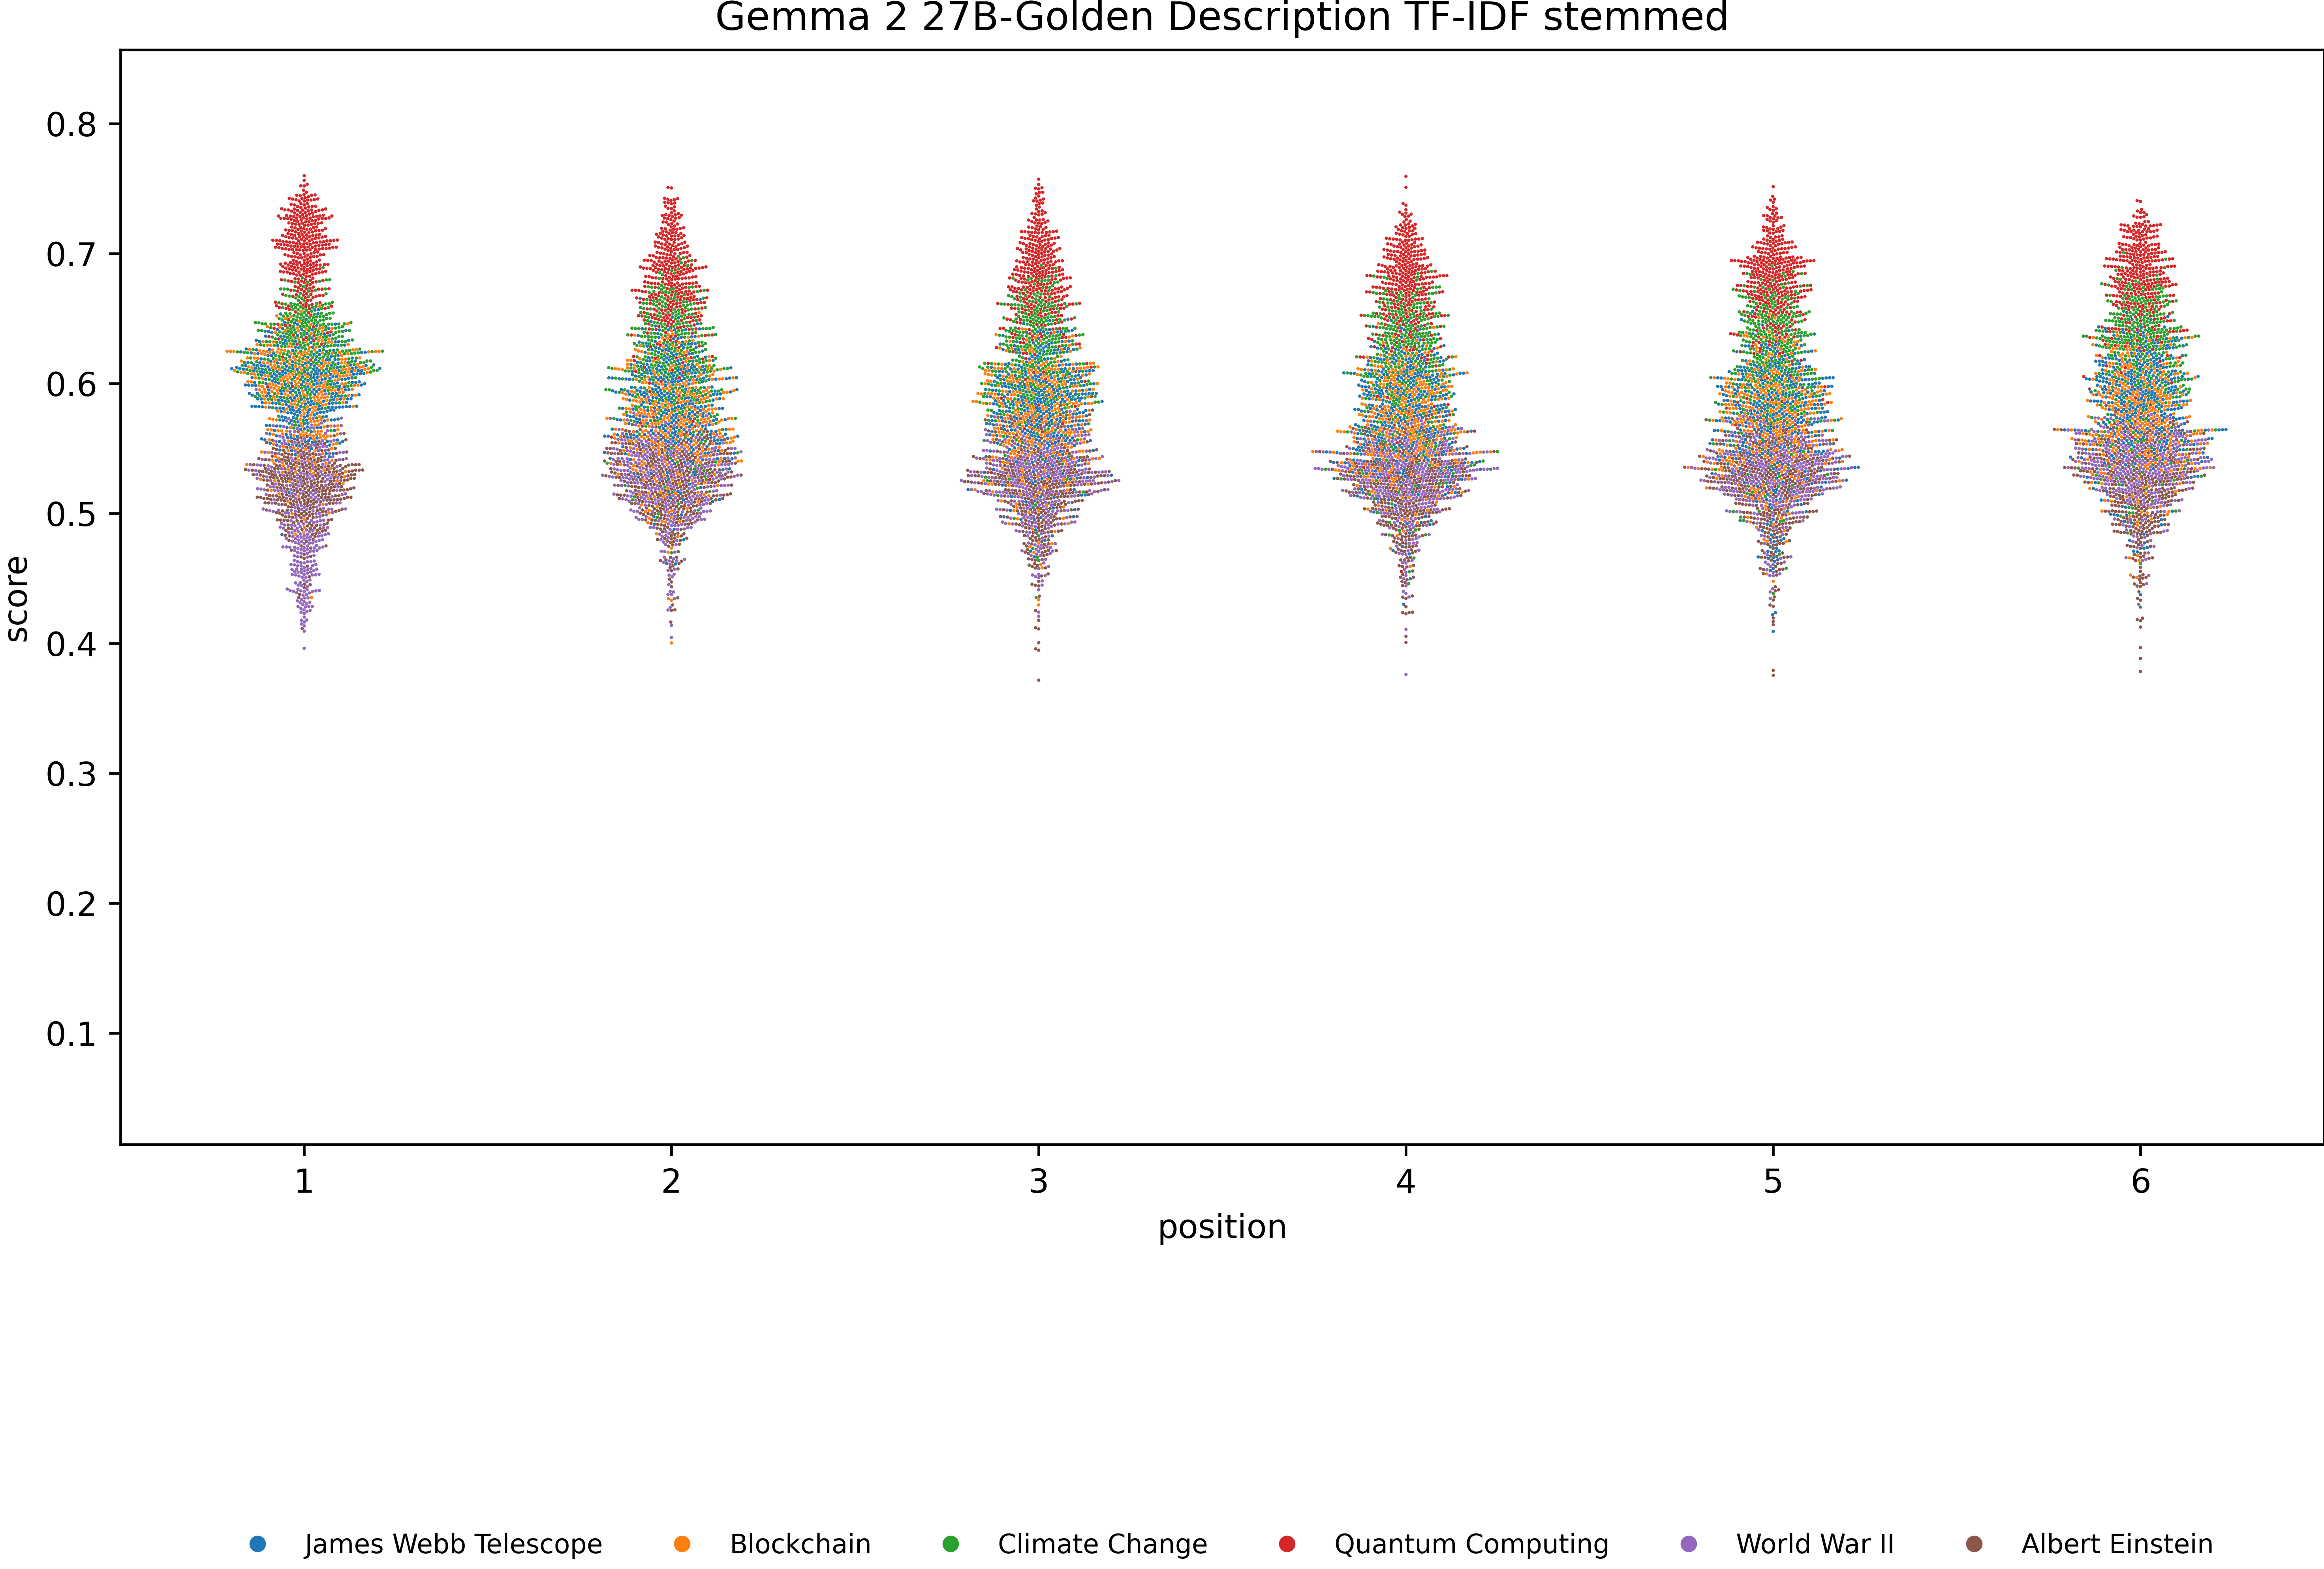 Gemma 2 27B-Golden Description TF-IDF stemmed
score
0.8
0.7
0.6
0.5
0.4
0.3
0.2
0.1
1 2 3 4 5 6
position
James Webb Telescope Blockchain Climate Change Quantum Computing World War II Albert Einstein